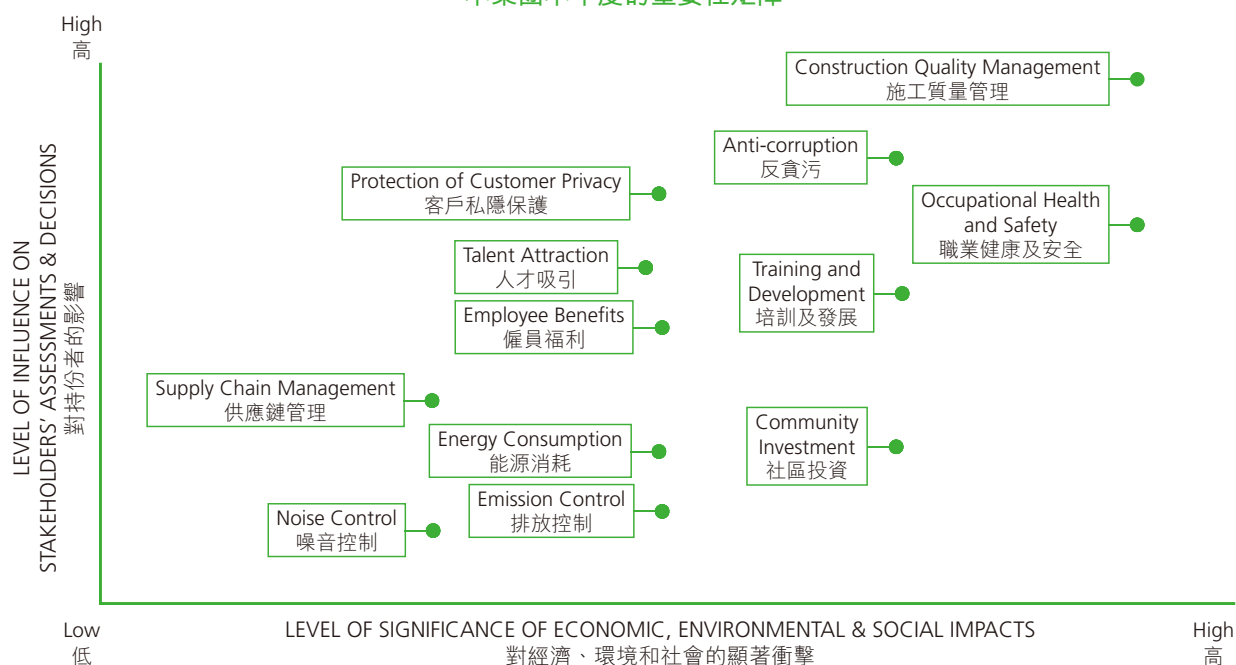 High
高
Construction Quality Management
施工質量管理
Anti-corruption
反貪污
Protection of Customer Privacy
客戶私隱保護
Occupational Health
and Safety
職業健康及安全
Talent Attraction
人才吸引
Training and
Development
培訓及發展
Employee Benefits
僱員福利
Supply Chain Management
供應鏈管理
Community
Investment
社區投資
Energy Consumption
能源消耗
Emission Control
排放控制
Noise Control
噪音控制
LEVEL OF INFLUENCE ON
STAKEHOLDERS' ASSESSMENTS & DECISIONS
對持份者的影響
Low
低
LEVEL OF SIGNIFICANCE OF ECONOMIC, ENVIRONMENTAL & SOCIAL IMPACTS
對經濟、環境和社會的顯著衝擊
High
高